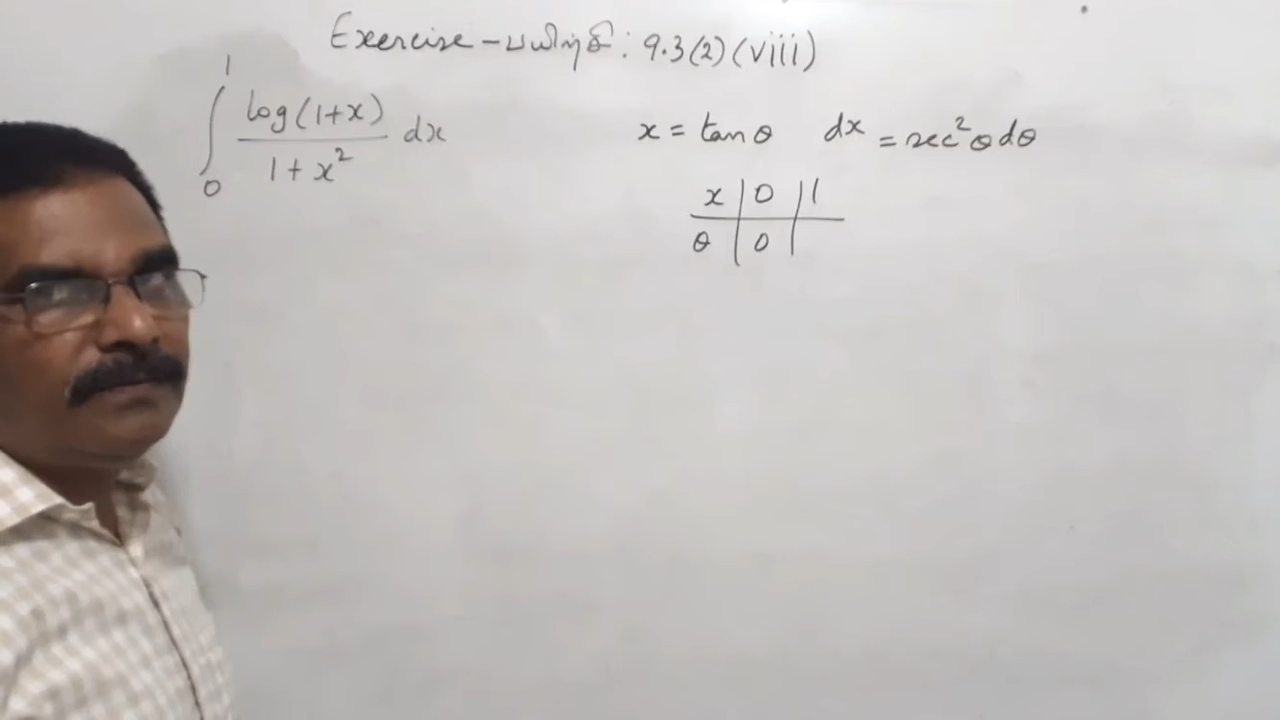 Exercise - பயிற்சி : 9.3(2)(viii)
∫₀¹ log(1+x) / 1+x² dx
x = tan θ   dx = sec²θ dθ
x | 0 | 1
θ | 0 |